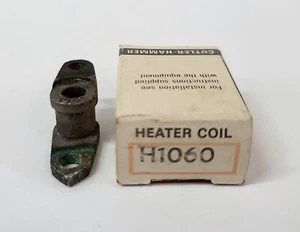 CUTLER-HAMMER
For installation see
instructions supplied
with the equipment.
HEATER COIL
H1060